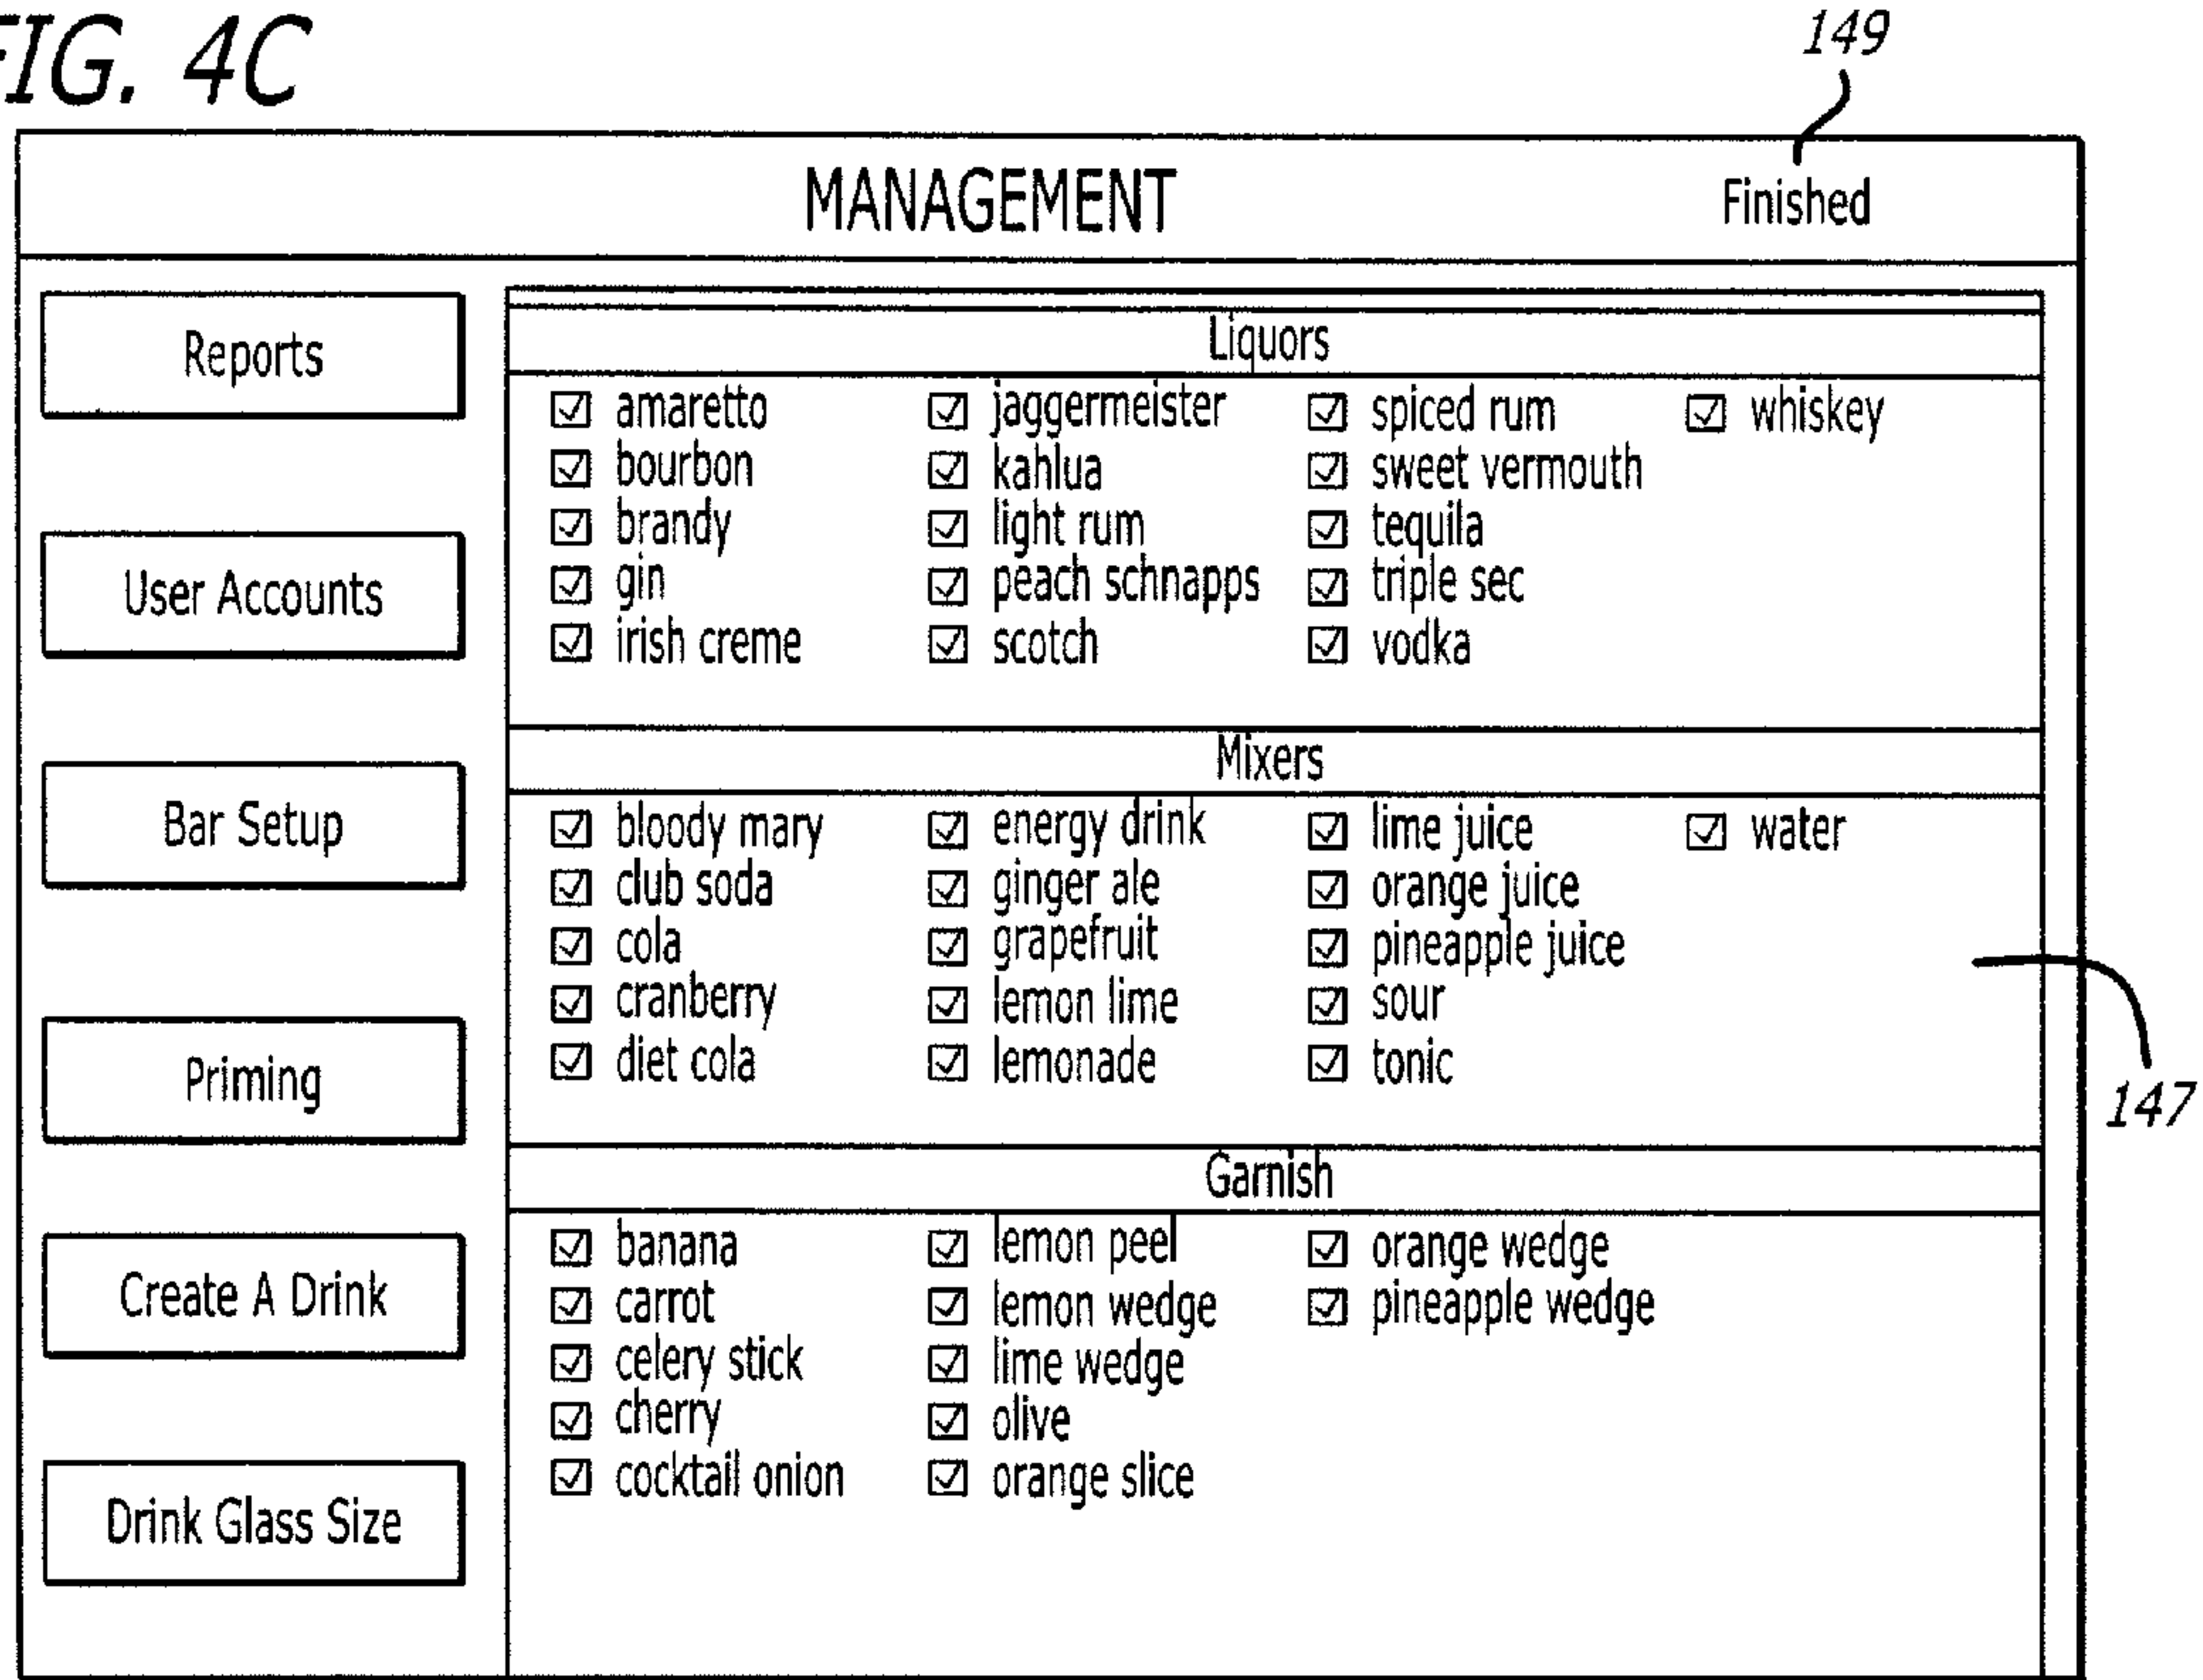 FIG. 4C
149
MANAGEMENT
Finished
Reports
User Accounts
Bar Setup
Priming
Create A Drink
Drink Glass Size
Liquors
amaretto jaggermeister spiced rum whiskey
bourbon kahlua sweet vermouth
brandy light rum tequila
gin peach schnapps triple sec
irish creme scotch vodka
Mixers
bloody mary energy drink lime juice water
club soda ginger ale orange juice
cola grapefruit pineapple juice
cranberry lemon lime sour
diet cola lemonade tonic
147
Garnish
banana lemon peel orange wedge
carrot lemon wedge pineapple wedge
celery stick lime wedge
cherry olive
cocktail onion orange slice